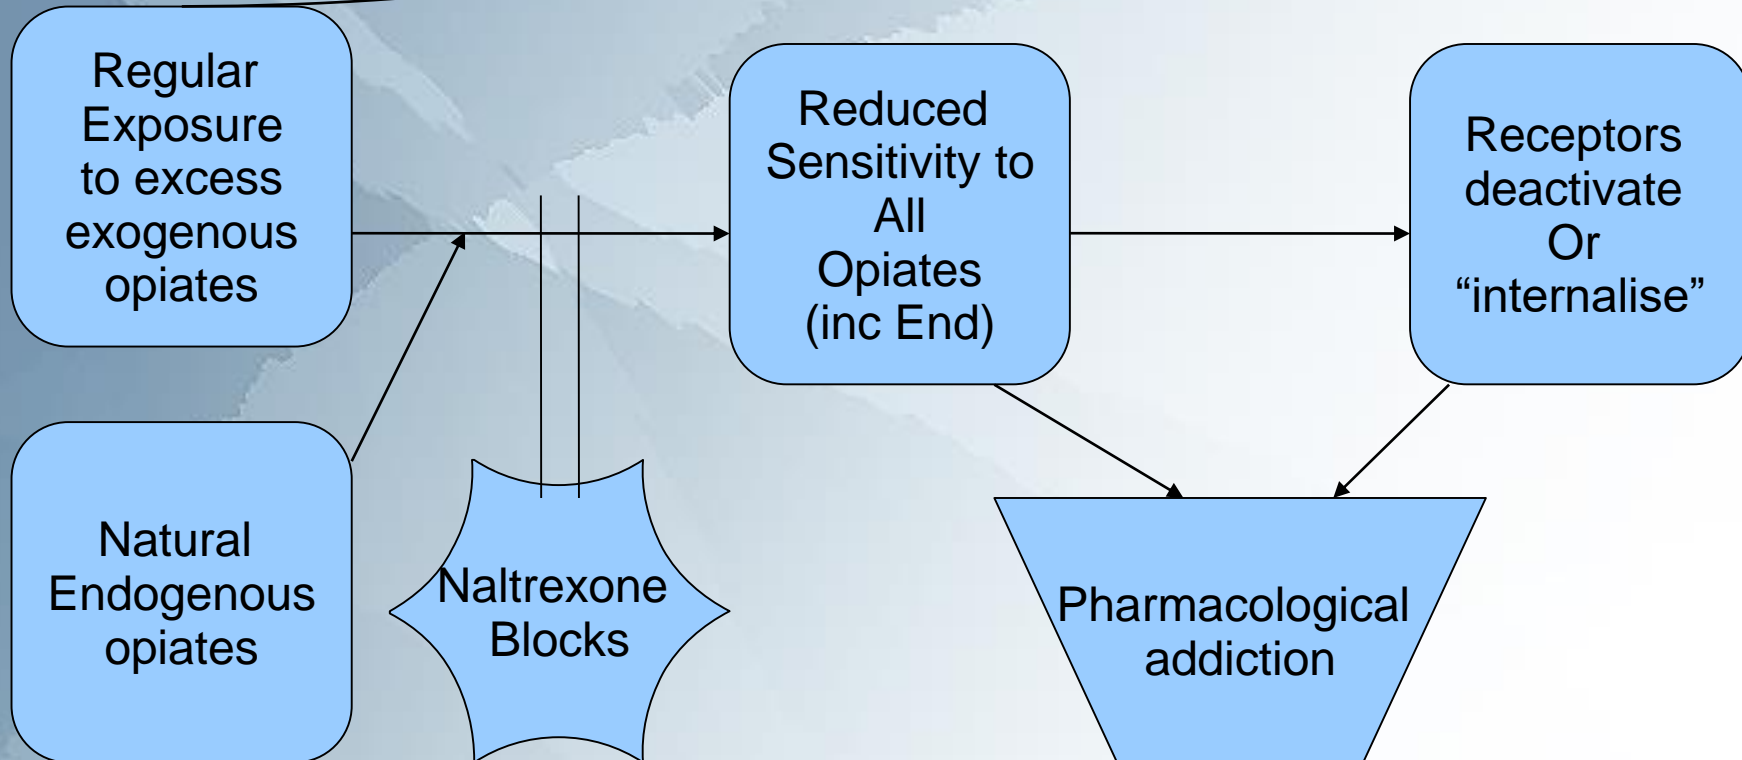 Regular
Exposure
to excess
exogenous
opiates
Reduced
Sensitivity to
All
Opiates
(inc End)
Receptors
deactivate
Or
“internalise”
Natural
Endogenous
opiates
Naltrexone
Blocks
Pharmacological
addiction